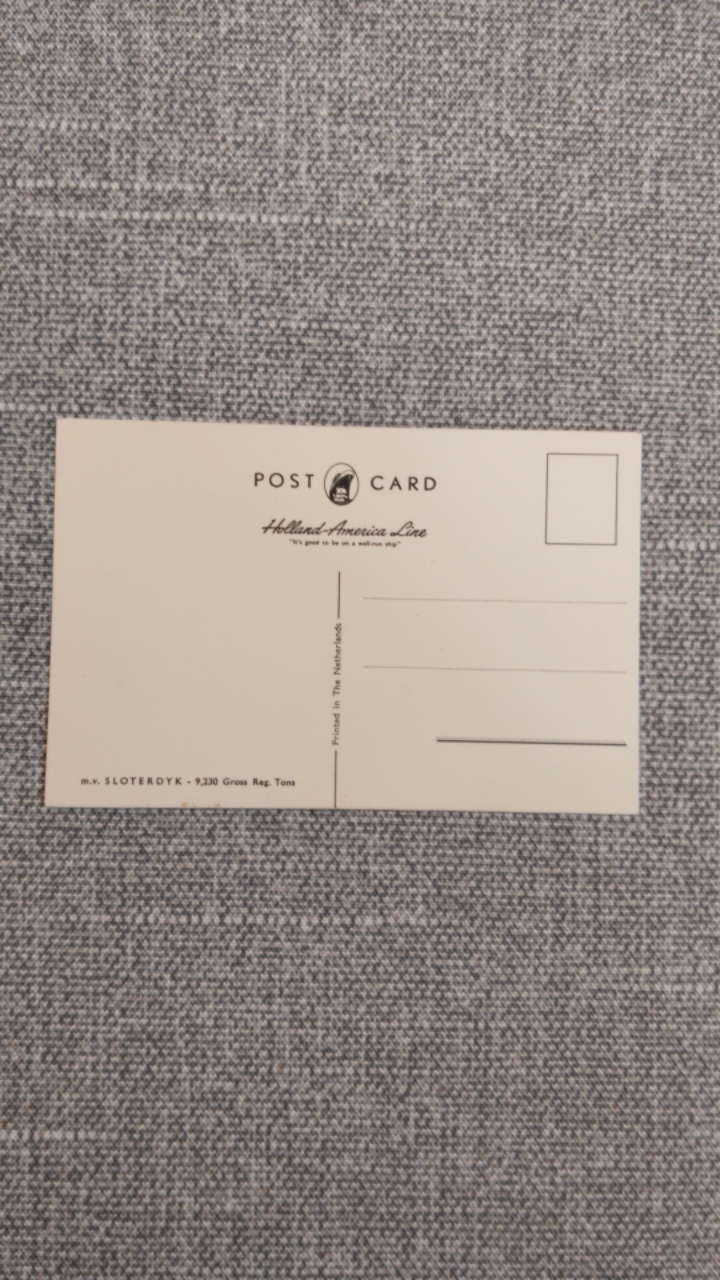 POST CARD
Holland-America Line
"It's good to be on a well-run ship"
Printed in The Netherlands
m.v. SLOTERDYK - 9,230 Gross Reg. Tons